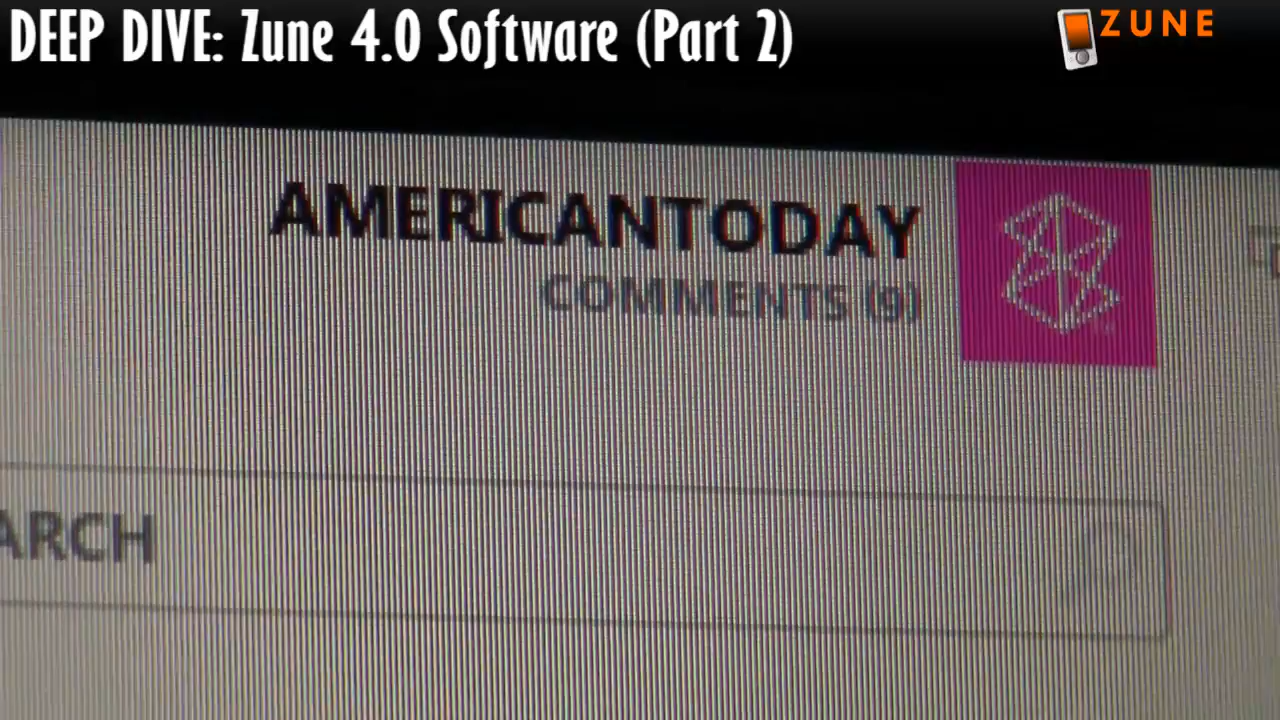 DEEP DIVE: Zune 4.0 Software (Part 2)
ZUNE
AMERICANTODAY
COMMENTS (9)
ARCH